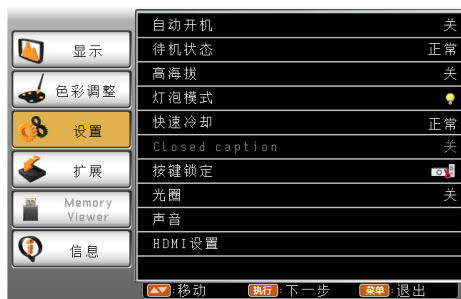 显示
色彩调整
设置
扩展
Memory
Viewer
信息
自动开机 关
待机状态 正常
高海拔 关
灯泡模式
快速冷却 正常
Closed caption 关
按键锁定
光圈 关
声音
HDMI设置
:移动 执行:下一步 菜单:退出